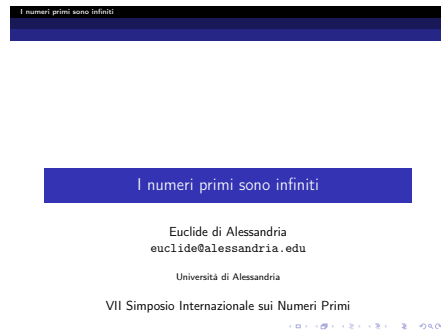 I numeri primi sono infiniti
I numeri primi sono infiniti
Euclide di Alessandria
euclide@alessandria.edu
Universitá di Alessandria
VII Simposio Internazionale sui Numeri Primi